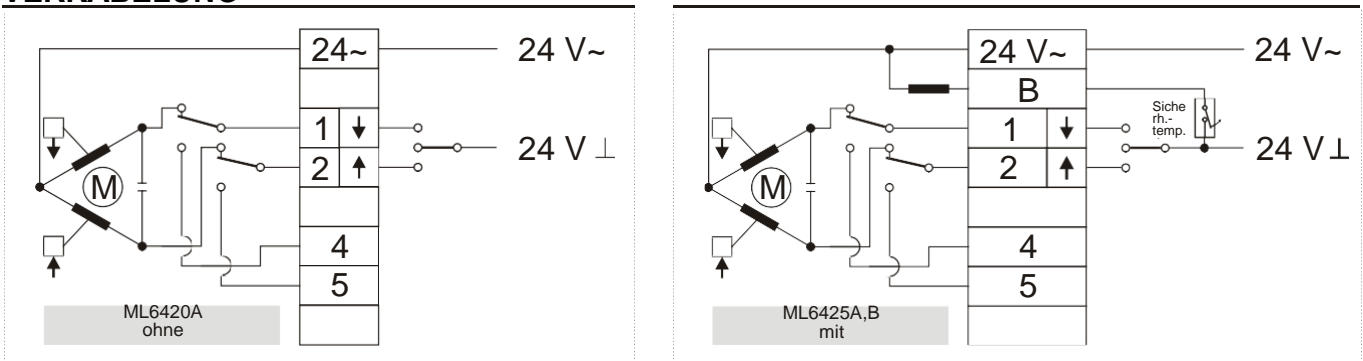 24~
24 V~
1
2
24 V ⊥
M
4
5
ML6420A
ohne
24 V~
24 V~
B
Siche
rh.-
temp.
1
2
24 V⊥
M
4
5
ML6425A,B
mit